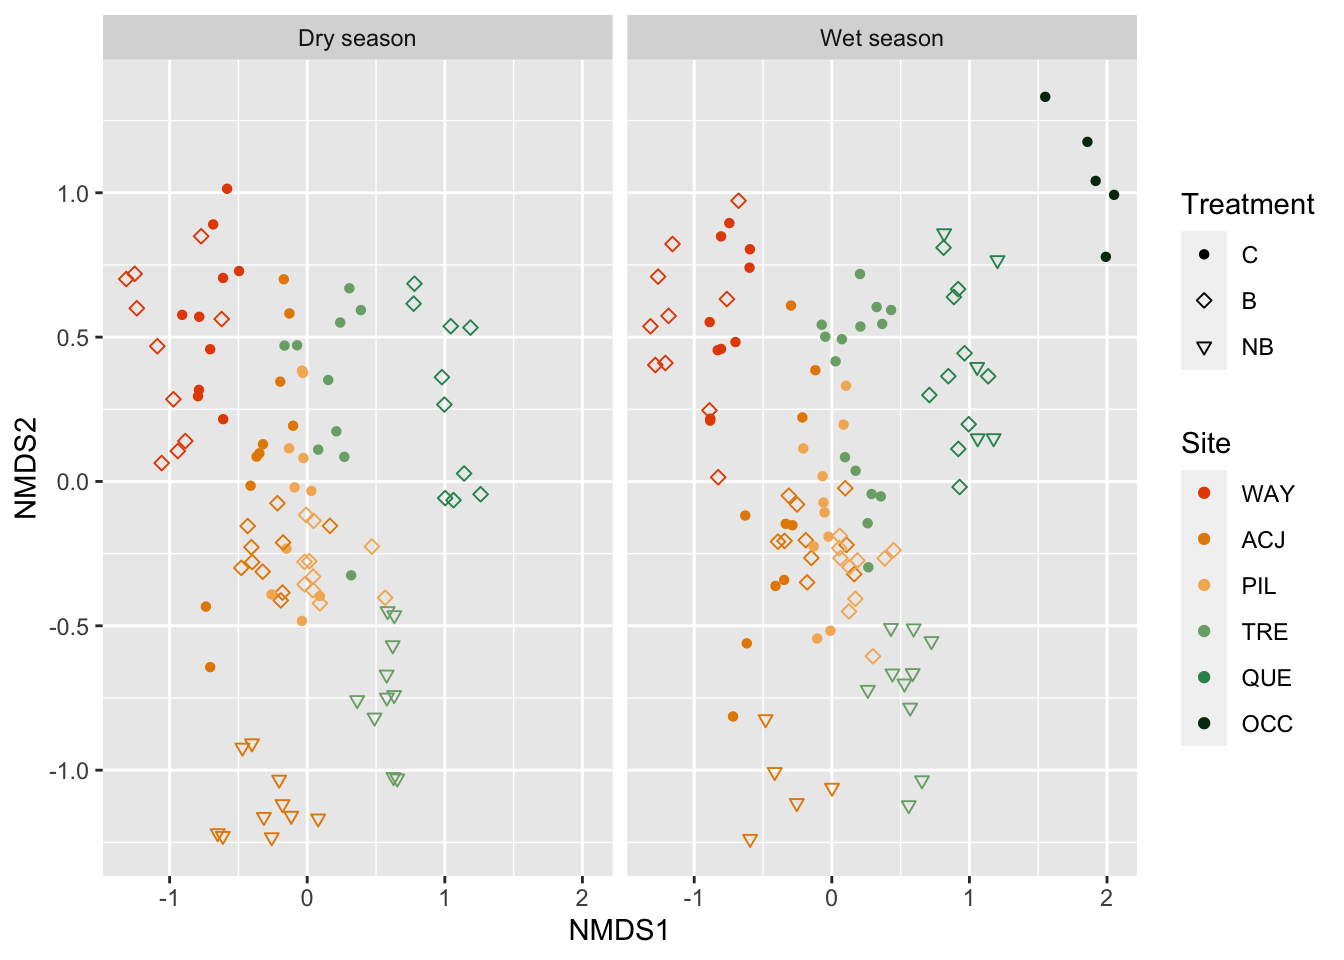 Dry season
Wet season
NMDS2
1.0
0.5
0.0
-0.5
-1.0
-1
0
1
2
-1
0
1
2
NMDS1
Treatment
C
B
NB
Site
WAY
ACJ
PIL
TRE
QUE
OCC